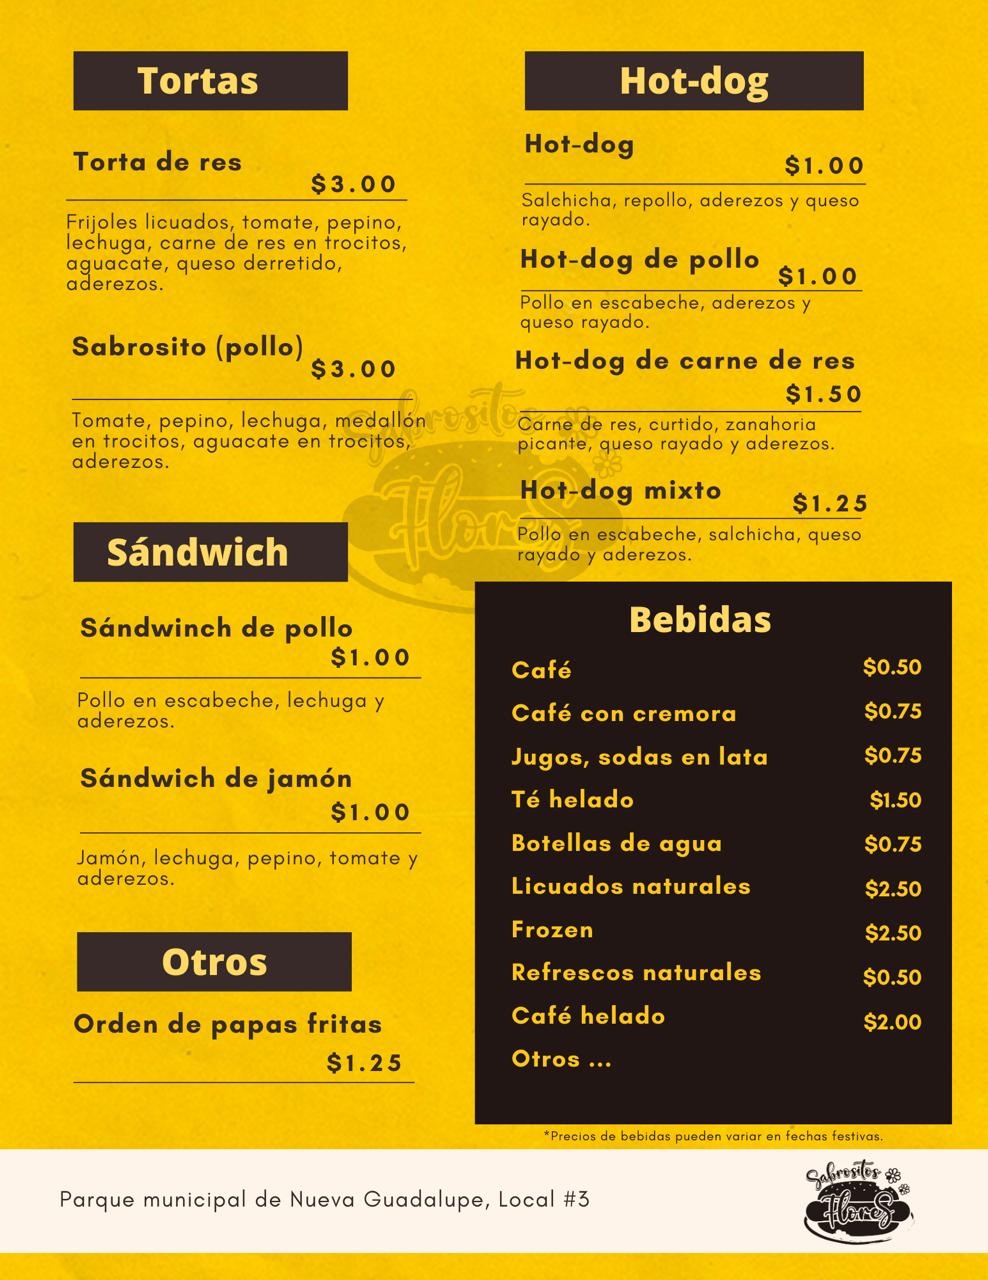 Tortas
Torta de res
$3.00
Frijoles licuados, tomate, pepino,
lechuga, carne de res en trocitos,
aguacate, queso derretido,
aderezos.
Sabrosito (pollo)
$3.00
Tomate, pepino, lechuga, medallón
en trocitos, aguacate en trocitos,
aderezos.
Sándwich
Sándwinch de pollo
$1.00
Pollo en escabeche, lechuga y
aderezos.
Sándwich de jamón
$1.00
Jamón, lechuga, pepino, tomate y
aderezos.
Otros
Orden de papas fritas
$1.25
Hot-dog
Hot-dog
$1.00
Salchicha, repollo, aderezos y queso
rayado.
Hot-dog de pollo
$1.00
Pollo en escabeche, aderezos y
queso rayado.
Hot-dog de carne de res
$1.50
Carne de res, curtido, zanahoria
picante, queso rayado y aderezos.
Hot-dog mixto
$1.25
Pollo en escabeche, salchicha, queso
rayado y aderezos.
Sabrositos
Flores
Bebidas
Café $0.50
Café con cremora $0.75
Jugos, sodas en lata $0.75
Té helado $1.50
Botellas de agua $0.75
Licuados naturales $2.50
Frozen $2.50
Refrescos naturales $0.50
Café helado $2.00
Otros ...
*Precios de bebidas pueden variar en fechas festivas.
Parque municipal de Nueva Guadalupe, Local #3
Sabrositos
Flores